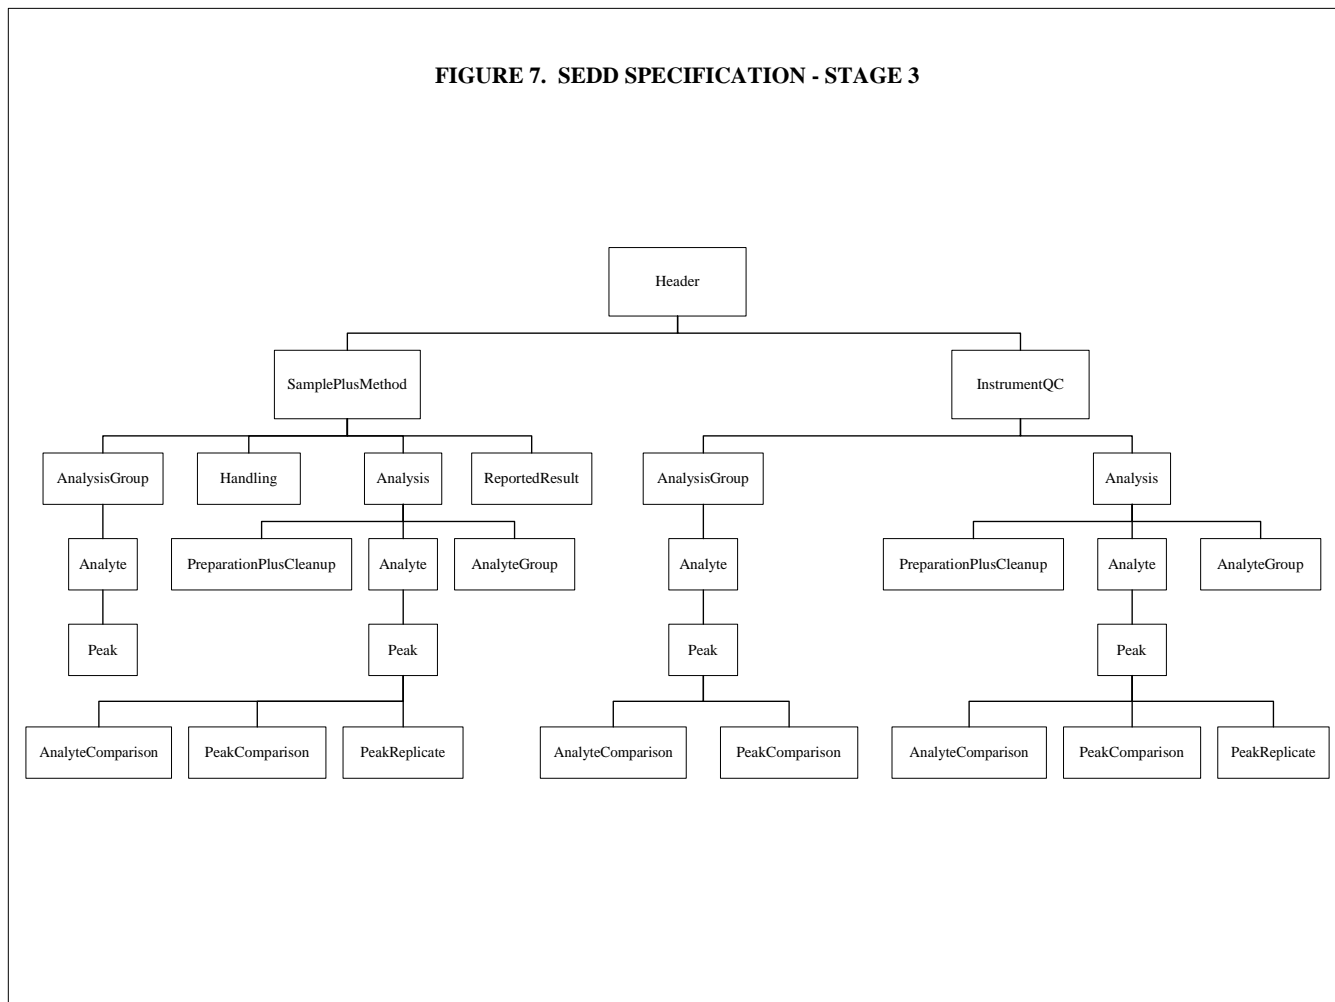 FIGURE 7. SEDD SPECIFICATION - STAGE 3
Header
SamplePlusMethod
InstrumentQC
AnalysisGroup
Handling
Analysis
ReportedResult
AnalysisGroup
Analysis
Analyte
PreparationPlusCleanup
Analyte
AnalyteGroup
Analyte
PreparationPlusCleanup
Analyte
AnalyteGroup
Peak
Peak
Peak
Peak
AnalyteComparison
PeakComparison
PeakReplicate
AnalyteComparison
PeakComparison
AnalyteComparison
PeakComparison
PeakReplicate